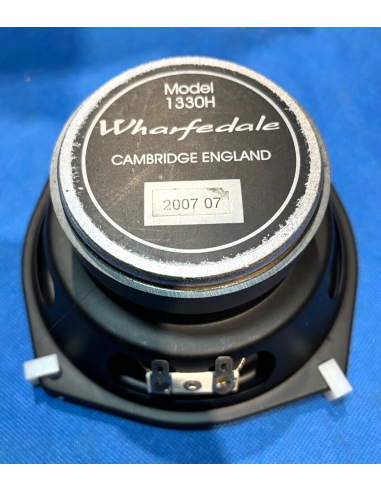 Model
1330H
Wharfedale
CAMBRIDGE ENGLAND
2007 07